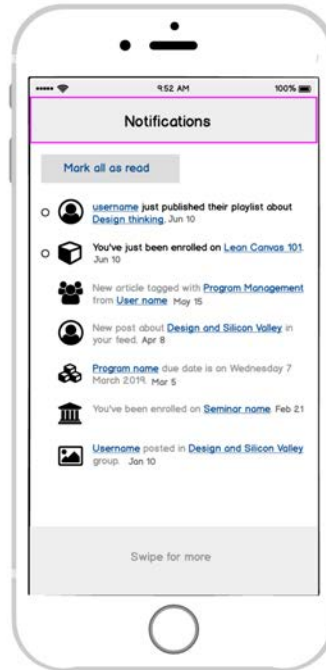 9:52 AM
100%
Notifications
Mark all as read
username just published their playlist about
Design thinking, Jun 10
You've just been enrolled on Lean Canvas 101.
Jun 10
New article tagged with Program Management
from User name May 15
New post about Design and Silicon Valley in
your feed. Apr 8
Program name due date is on Wednesday 7
March 2019. Mar 5
You've been enrolled on Seminar name Feb 21
Username posted in Design and Silicon Valley
group. Jan 10
Swipe for more